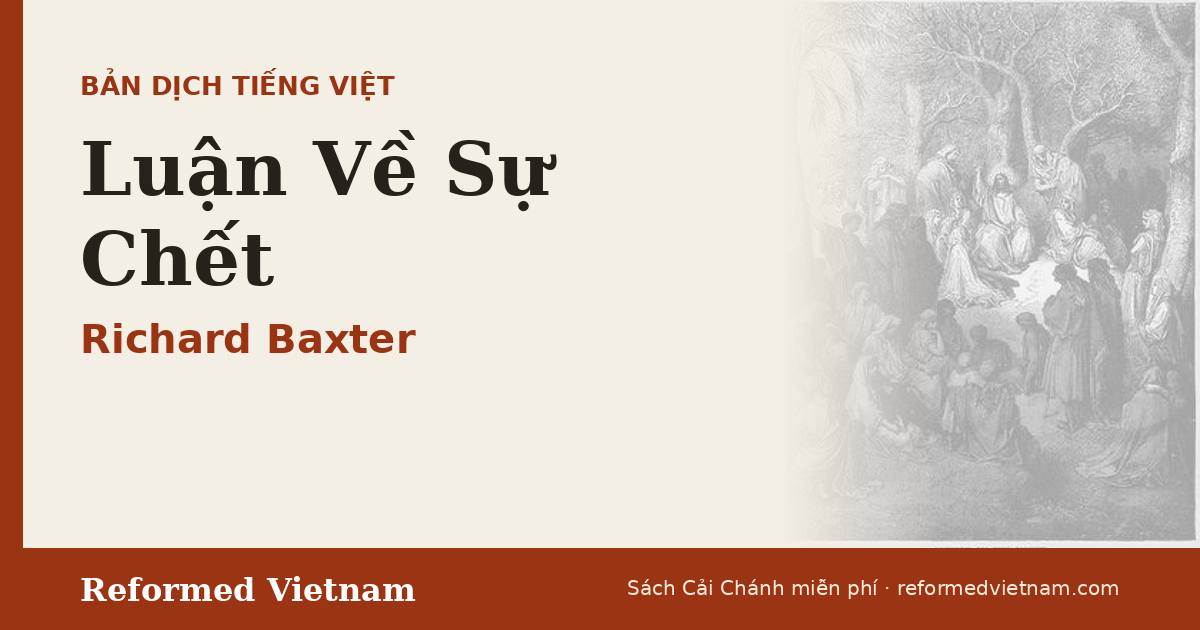 BẢN DỊCH TIẾNG VIỆT
Luận Về Sự
Chết
Richard Baxter
Reformed Vietnam
Sách Cải Chánh miễn phí · reformedvietnam.com